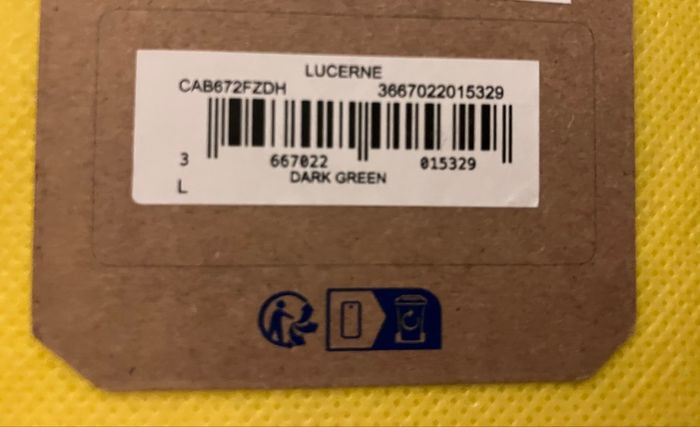 LUCERNE
CAB672FZDH 3667022015329
3 667022 015329
L DARK GREEN